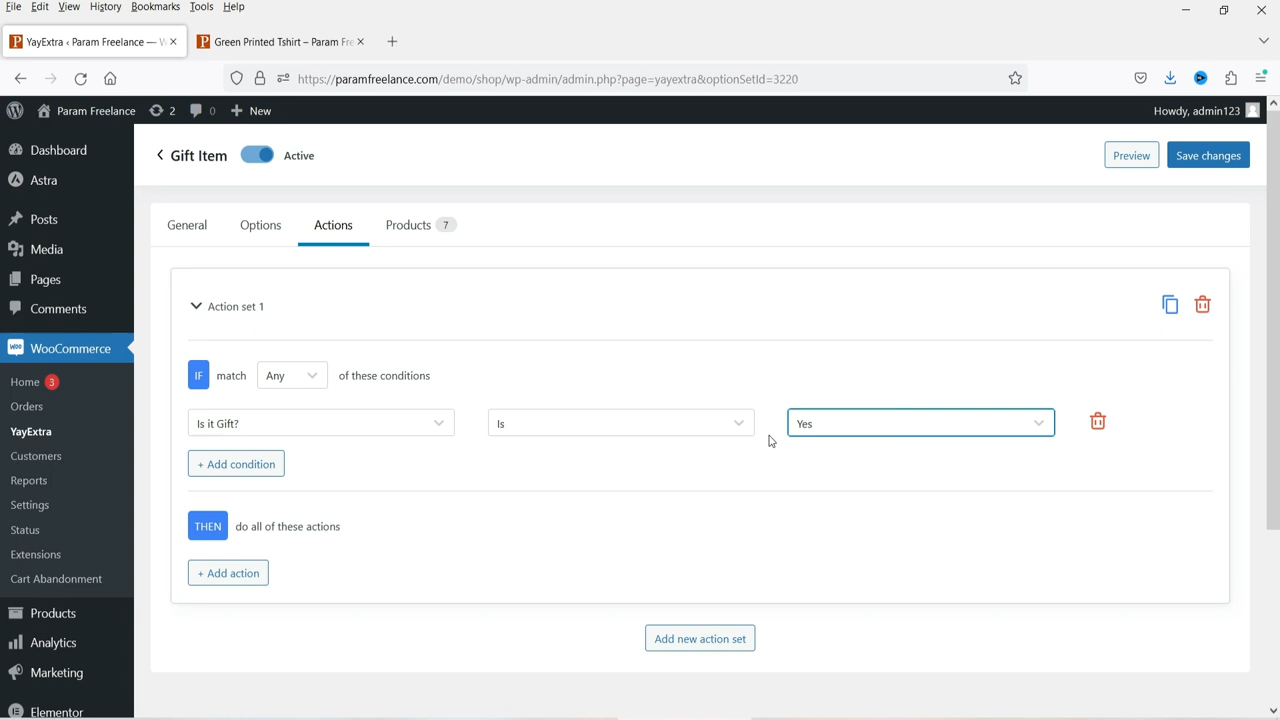 File Edit View History Bookmarks Tools Help
YayExtra ‹ Param Freelance — W
Green Printed Tshirt – Param Fre
https://paramfreelance.com/demo/shop/wp-admin/admin.php?page=yayextra&optionSetId=3220
Param Freelance 2 0 New
Howdy, admin123
Dashboard
Astra
Posts
Media
Pages
Comments
WooCommerce
Home 3
Orders
YayExtra
Customers
Reports
Settings
Status
Extensions
Cart Abandonment
Products
Analytics
Marketing
Elementor
Gift Item Active
Preview Save changes
General Options Actions Products 7
Action set 1
IF match Any of these conditions
Is it Gift? Is Yes
+ Add condition
THEN do all of these actions
+ Add action
Add new action set